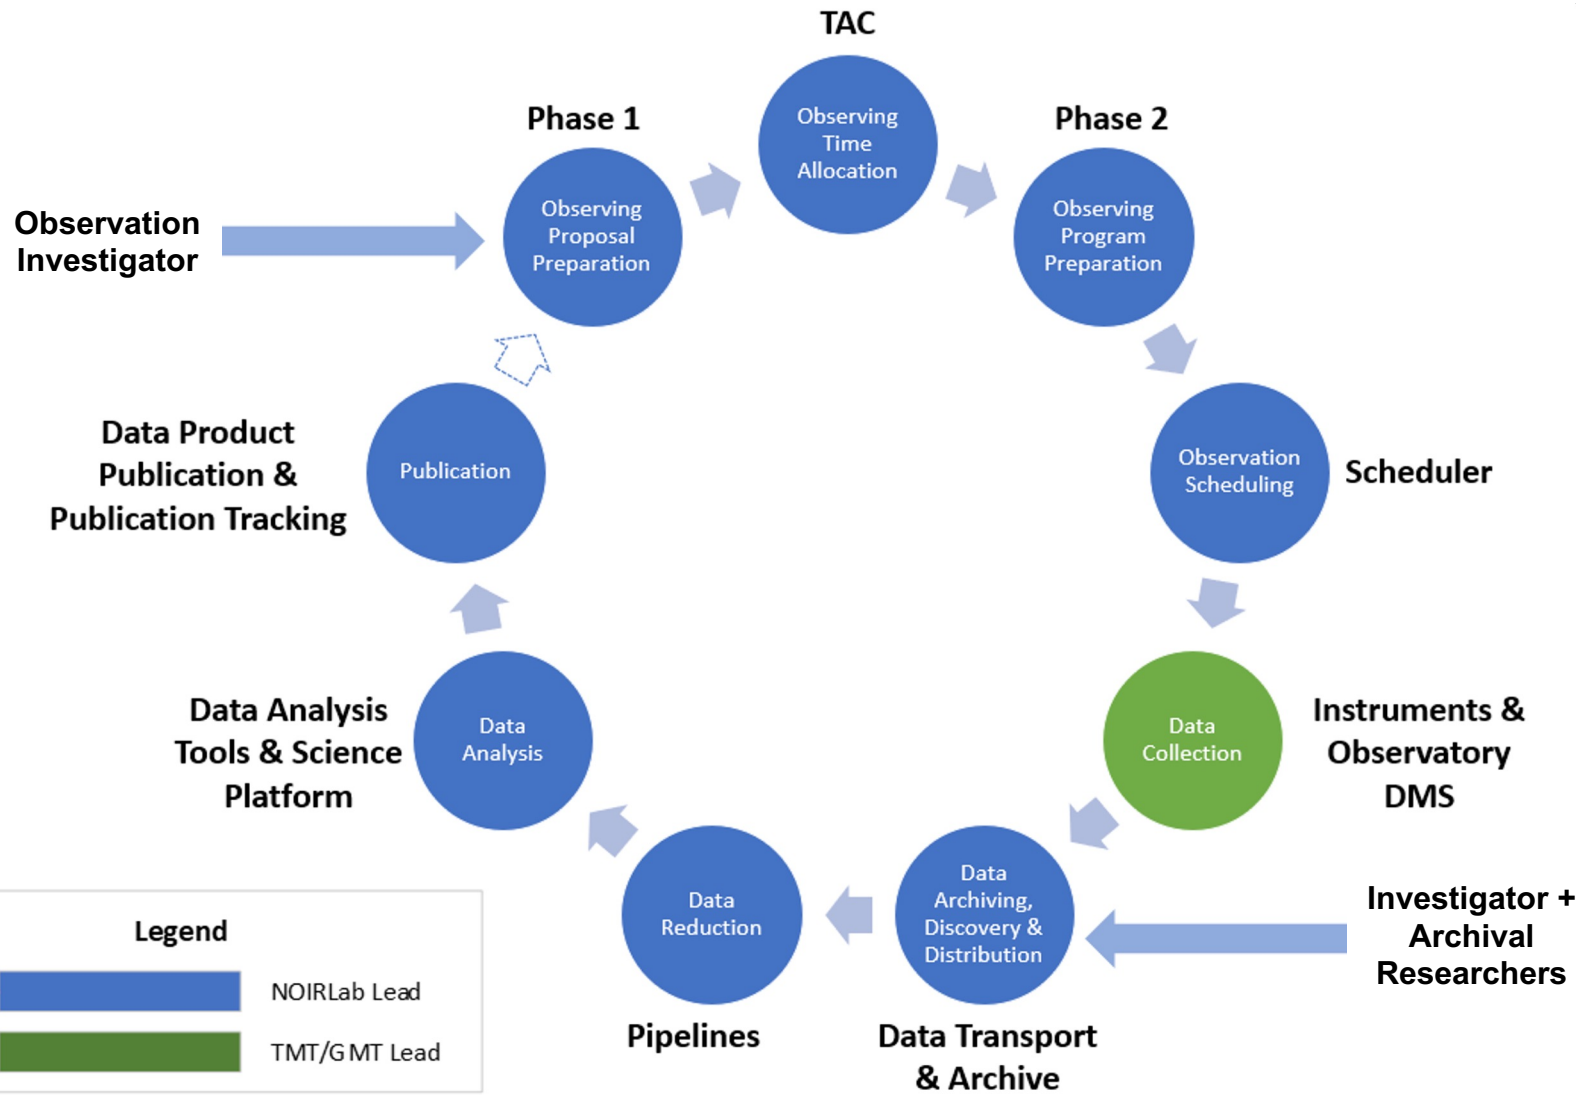 TAC
Observing
Time
Allocation
Phase 1
Observing
Proposal
Preparation
Phase 2
Observing
Program
Preparation
Observation
Investigator
Observation
Scheduling
Scheduler
Data Product
Publication &
Publication Tracking
Publication
Data
Collection
Instruments &
Observatory
DMS
Data Analysis
Tools & Science
Platform
Data
Analysis
Data
Reduction
Pipelines
Data
Archiving,
Discovery &
Distribution
Data Transport
& Archive
Investigator +
Archival
Researchers
Legend
NOIRLab Lead
TMT/GMT Lead